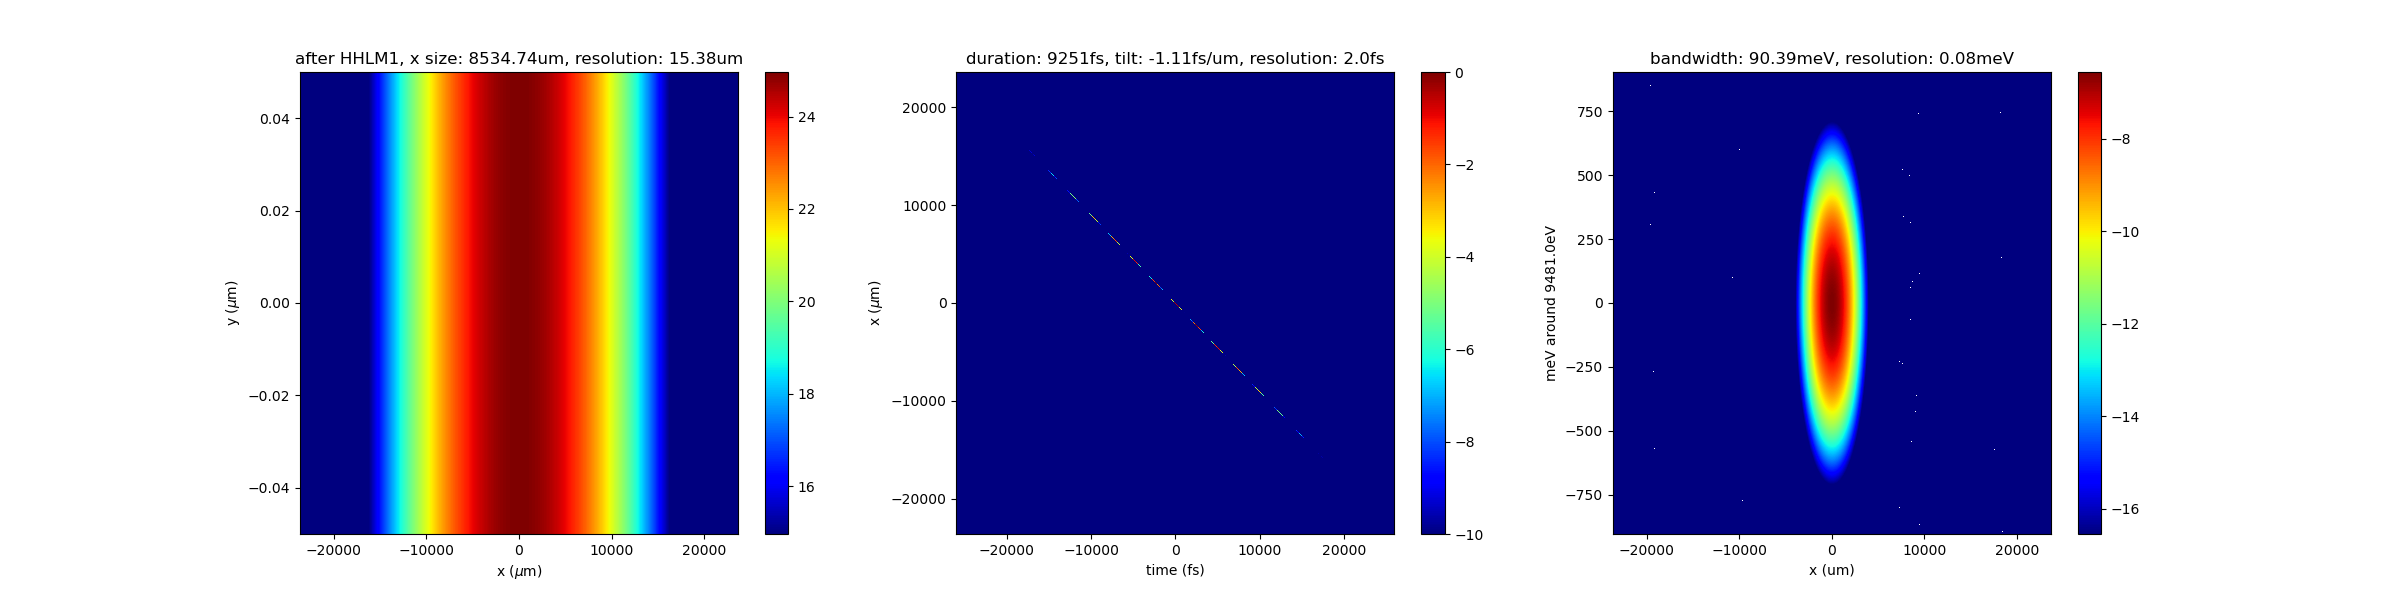 after HHLM1, x size: 8534.74um, resolution: 15.38um
0.04
0.02
0.00
−0.02
−0.04
y (μm)
−20000 −10000 0 10000 20000
x (μm)
24
22
20
18
16
duration: 9251fs, tilt: -1.11fs/um, resolution: 2.0fs
20000
10000
0
−10000
−20000
x (μm)
−20000 −10000 0 10000 20000
time (fs)
0
−2
−4
−6
−8
−10
bandwidth: 90.39meV, resolution: 0.08meV
750
500
250
0
−250
−500
−750
meV around 9481.0eV
−20000 −10000 0 10000 20000
x (um)
−8
−10
−12
−14
−16